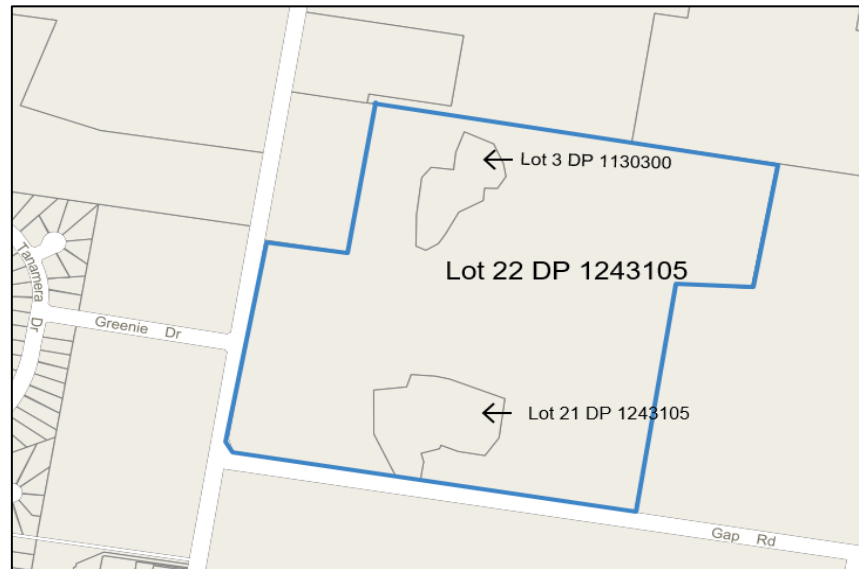 Lot 3 DP 1130300
Lot 22 DP 1243105
Tanamera Dr
Greenie Dr
Lot 21 DP 1243105
Gap Rd